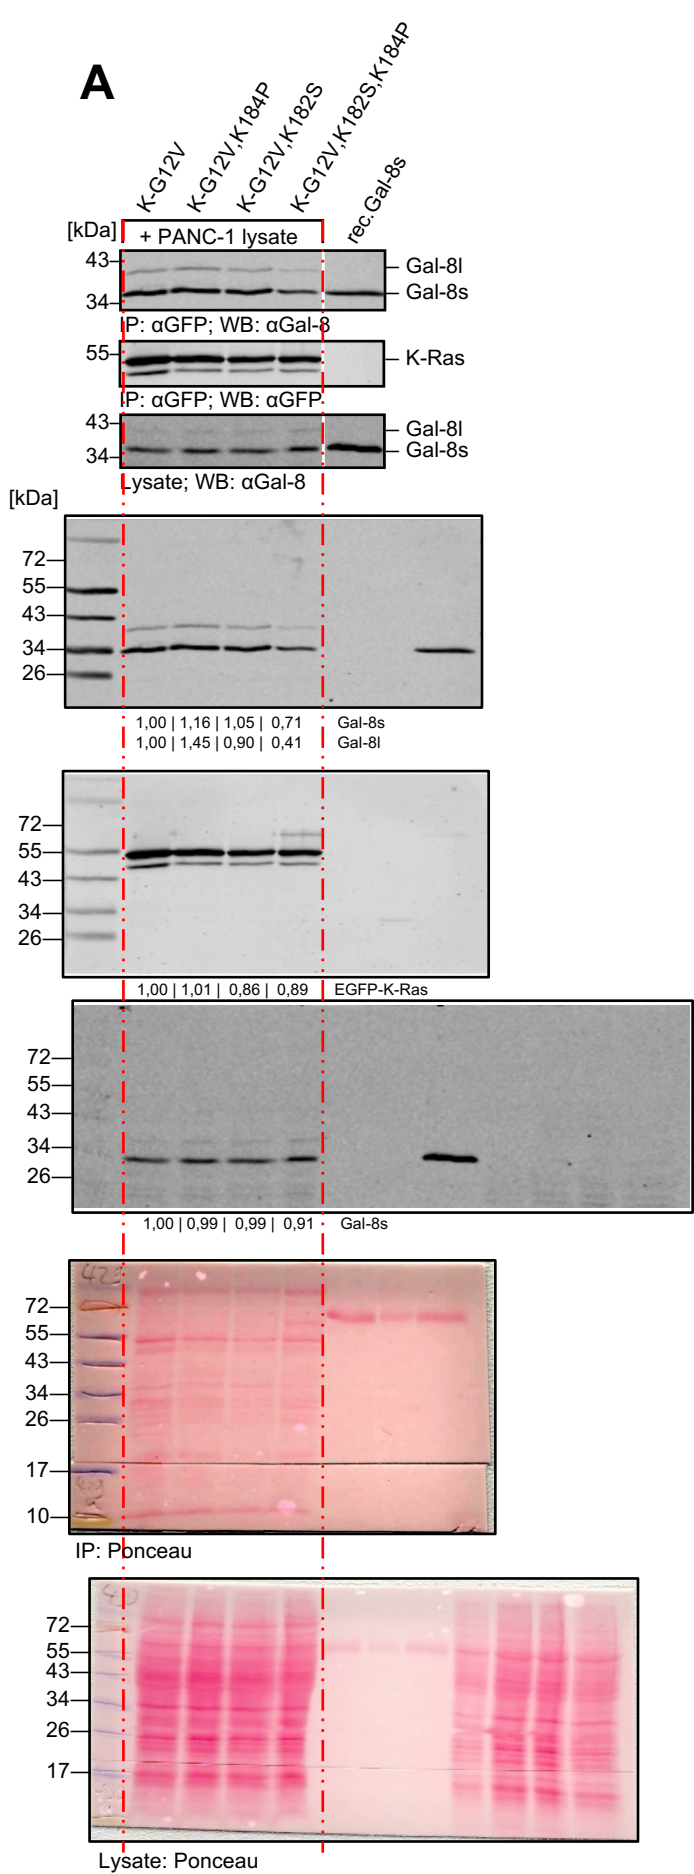 A
K-G12V
K-G12V,K184P
K-G12V,K182S
K-G12V,K182S,K184P
rec.Gal-8s
[kDa]
+ PANC-1 lysate
43
Gal-8l
Gal-8s
34
IP: αGFP; WB: αGal-8
55
K-Ras
IP: αGFP; WB: αGFP
43
Gal-8l
Gal-8s
34
Lysate; WB: αGal-8
[kDa]
72
55
43
34
26
1,00 | 1,16 | 1,05 | 0,71 Gal-8s
1,00 | 1,45 | 0,90 | 0,41 Gal-8l
72
55
43
34
26
1,00 | 1,01 | 0,86 | 0,89 EGFP-K-Ras
72
55
43
34
26
1,00 | 0,99 | 0,99 | 0,91 Gal-8s
72
55
43
34
26
17
10
IP: Ponceau
72
55
43
34
26
17
Lysate: Ponceau